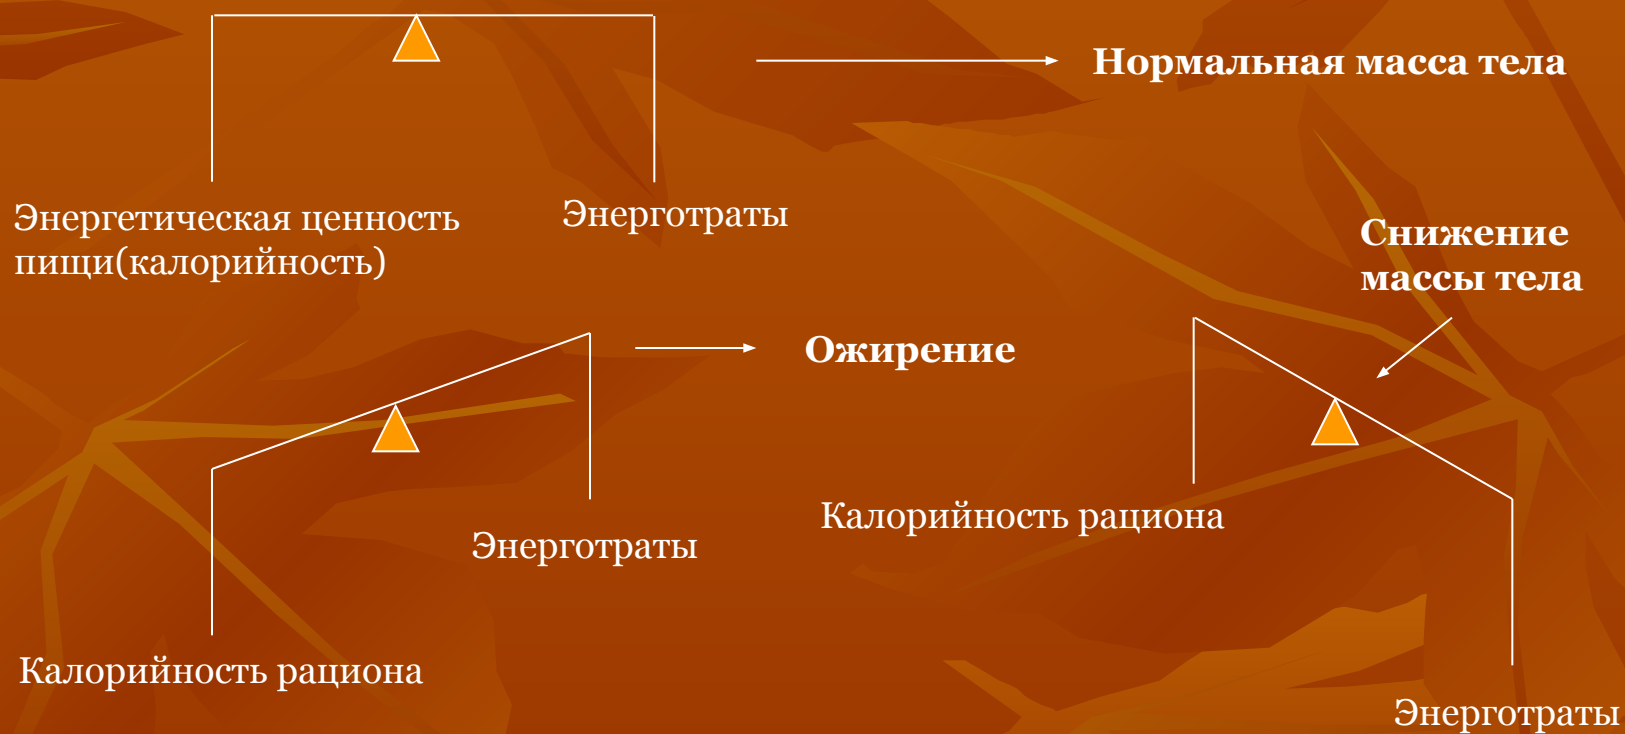 Нормальная масса тела
Энергетическая ценность
пищи(калорийность)
Энерготраты
Снижение
массы тела
Ожирение
Калорийность рациона
Энерготраты
Калорийность рациона
Энерготраты